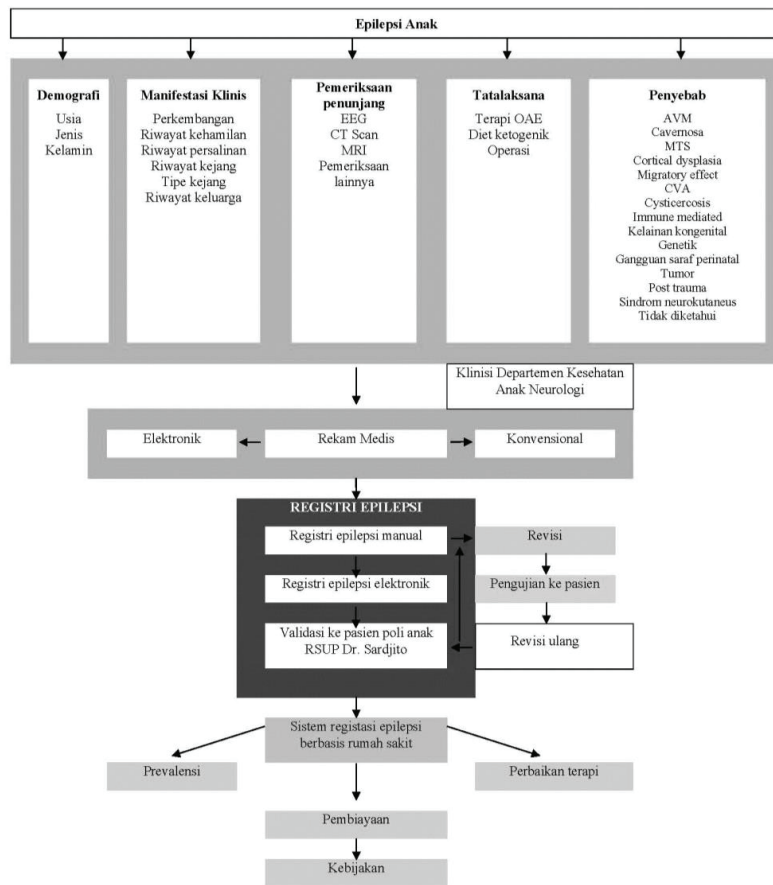 Epilepsi Anak
Demografi
Usia
Jenis
Kelamin
Manifestasi Klinis
Perkembangan
Riwayat kehamilan
Riwayat persalinan
Riwayat kejang
Tipe kejang
Riwayat keluarga
Pemeriksaan
penunjang
EEG
CT Scan
MRI
Pemeriksaan
lainnya
Tatalaksana
Terapi OAE
Diet ketogenik
Operasi
Penyebab
AVM
Cavernosa
MTS
Cortical dysplasia
Migratory effect
CVA
Cysticercosis
Immune mediated
Kelainan kongenital
Genetik
Gangguan saraf perinatal
Tumor
Post trauma
Sindrom neurokutaneus
Tidak diketahui
Klinisi Departemen Kesehatan
Anak Neurologi
Elektronik
Rekam Medis
Konvensional
REGISTRI EPILEPSI
Registri epilepsi manual
Revisi
Registri epilepsi elektronik
Pengujian ke pasien
Validasi ke pasien poli anak
RSUP Dr. Sardjito
Revisi ulang
Sistem registasi epilepsi
berbasis rumah sakit
Prevalensi
Perbaikan terapi
Pembiayaan
Kebijakan